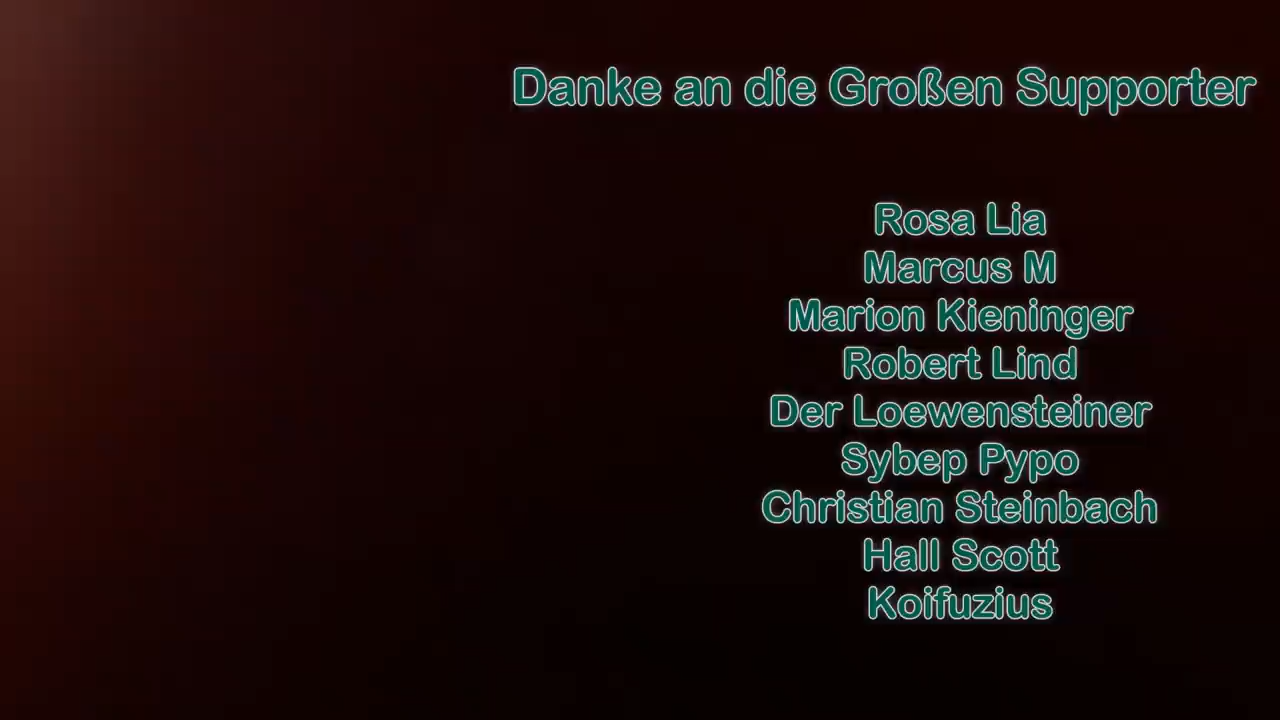 Danke an die Großen Supporter
Rosa Lia
Marcus M
Marion Kieninger
Robert Lind
Der Loewensteiner
Sybep Pypo
Christian Steinbach
Hall Scott
Koifuzius